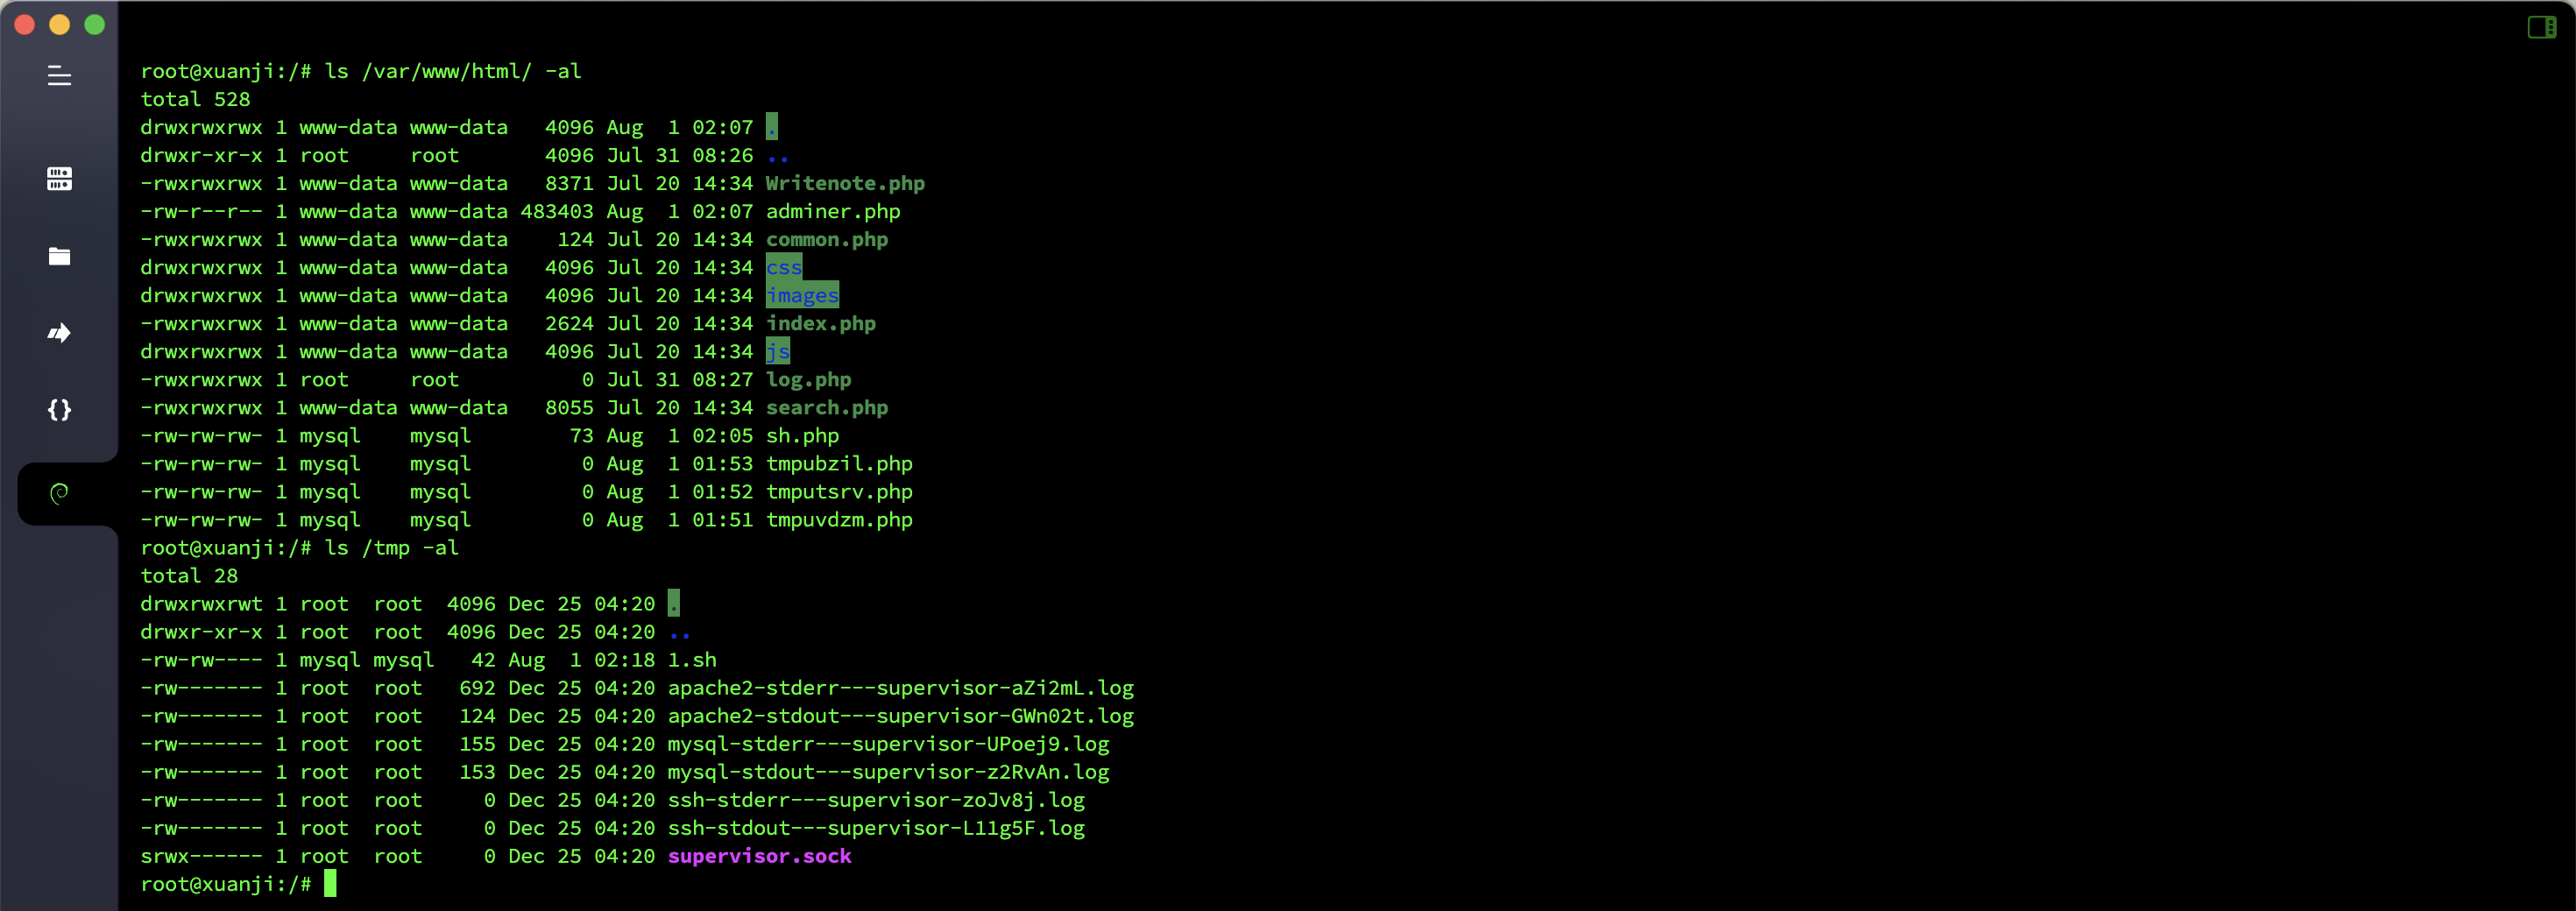 root@xuanji:/# ls /var/www/html/ -al
total 528
drwxrwxrwx 1 www-data www-data   4096 Aug  1 02:07 .
drwxr-xr-x 1 root     root       4096 Jul 31 08:26 ..
-rwxrwxrwx 1 www-data www-data   8371 Jul 20 14:34 Writenote.php
-rw-r--r-- 1 www-data www-data 483403 Aug  1 02:07 adminer.php
-rwxrwxrwx 1 www-data www-data    124 Jul 20 14:34 common.php
drwxrwxrwx 1 www-data www-data   4096 Jul 20 14:34 css
drwxrwxrwx 1 www-data www-data   4096 Jul 20 14:34 images
-rwxrwxrwx 1 www-data www-data   2624 Jul 20 14:34 index.php
drwxrwxrwx 1 www-data www-data   4096 Jul 20 14:34 js
-rwxrwxrwx 1 root     root          0 Jul 31 08:27 log.php
-rwxrwxrwx 1 www-data www-data   8055 Jul 20 14:34 search.php
-rw-rw-rw- 1 mysql    mysql        73 Aug  1 02:05 sh.php
-rw-rw-rw- 1 mysql    mysql         0 Aug  1 01:53 tmpubzil.php
-rw-rw-rw- 1 mysql    mysql         0 Aug  1 01:52 tmputsrv.php
-rw-rw-rw- 1 mysql    mysql         0 Aug  1 01:51 tmpuvdzm.php
root@xuanji:/# ls /tmp -al
total 28
drwxrwxrwt 1 root  root  4096 Dec 25 04:20 .
drwxr-xr-x 1 root  root  4096 Dec 25 04:20 ..
-rw-rw---- 1 mysql mysql   42 Aug  1 02:18 1.sh
-rw------- 1 root  root   692 Dec 25 04:20 apache2-stderr---supervisor-aZi2mL.log
-rw------- 1 root  root   124 Dec 25 04:20 apache2-stdout---supervisor-GWn02t.log
-rw------- 1 root  root   155 Dec 25 04:20 mysql-stderr---supervisor-UPoej9.log
-rw------- 1 root  root   153 Dec 25 04:20 mysql-stdout---supervisor-z2RvAn.log
-rw------- 1 root  root     0 Dec 25 04:20 ssh-stderr---supervisor-zoJv8j.log
-rw------- 1 root  root     0 Dec 25 04:20 ssh-stdout---supervisor-L11g5F.log
srwx------ 1 root  root     0 Dec 25 04:20 supervisor.sock
root@xuanji:/#